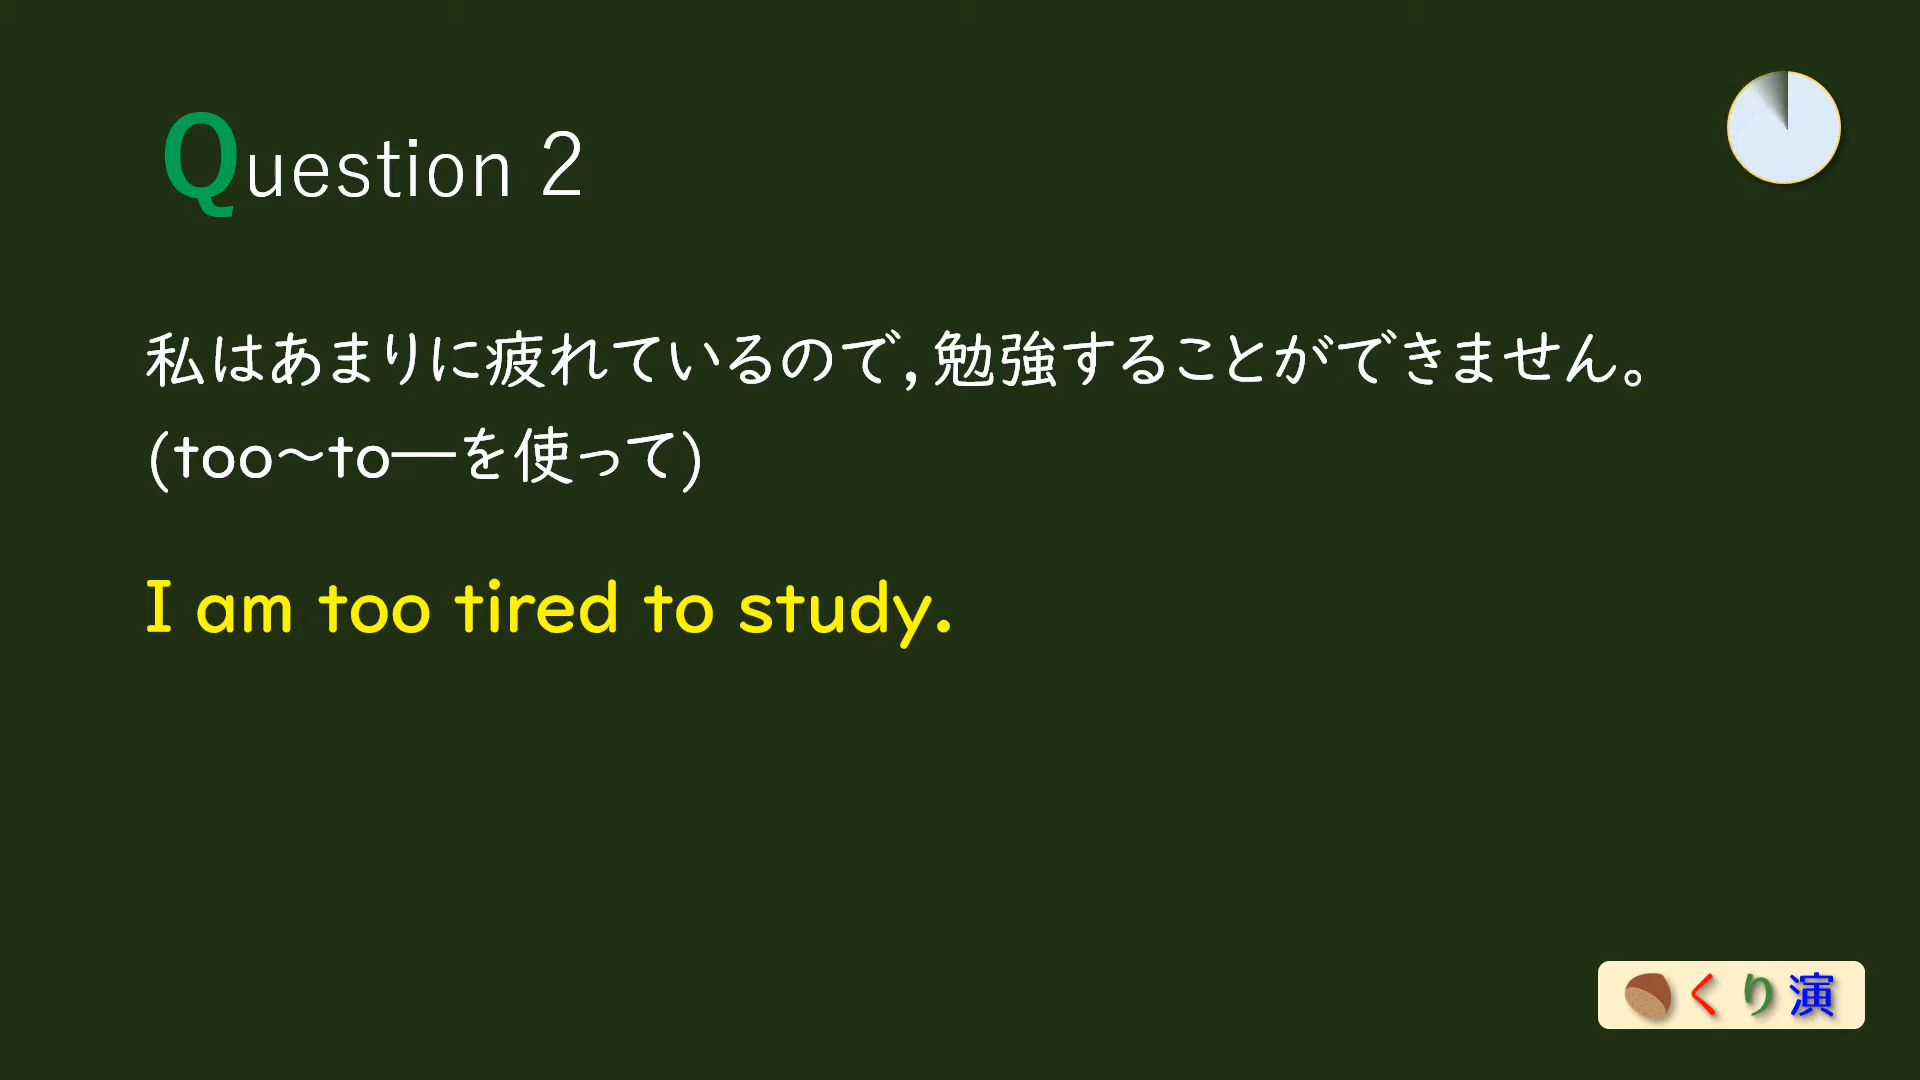 Question 2
私はあまりに疲れているので,勉強することができません。
(too〜to―を使って)
I am too tired to study.
くり演